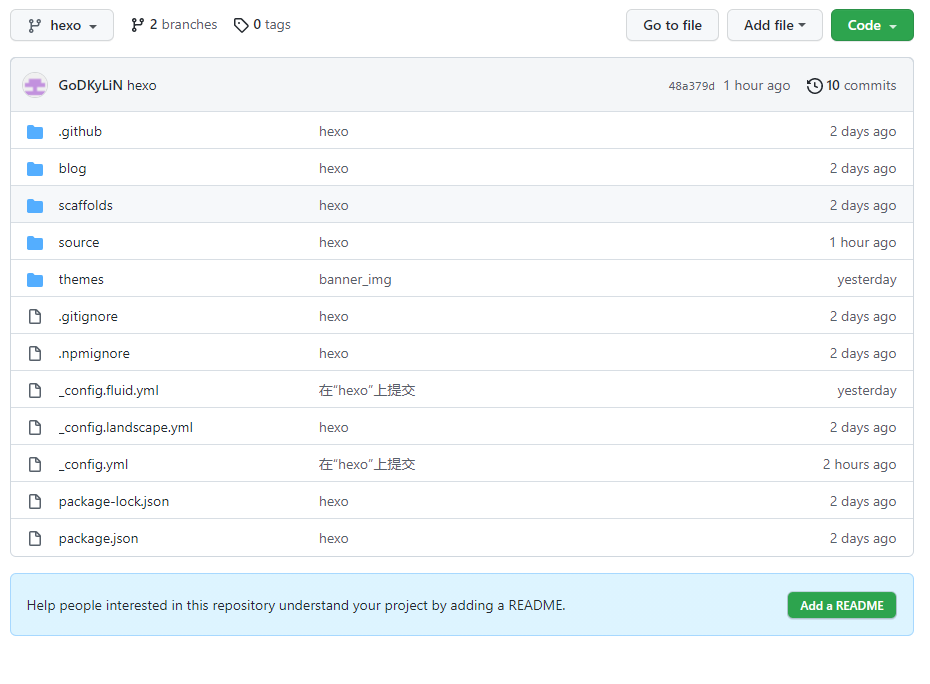 hexo 2 branches 0 tags Go to file Add file Code
GoDKyLiN hexo 48a379d 1 hour ago 10 commits
.github hexo 2 days ago
blog hexo 2 days ago
scaffolds hexo 2 days ago
source hexo 1 hour ago
themes banner_img yesterday
.gitignore hexo 2 days ago
.npmignore hexo 2 days ago
_config.fluid.yml 在“hexo”上提交 yesterday
_config.landscape.yml hexo 2 days ago
_config.yml 在“hexo”上提交 2 hours ago
package-lock.json hexo 2 days ago
package.json hexo 2 days ago
Help people interested in this repository understand your project by adding a README. Add a README